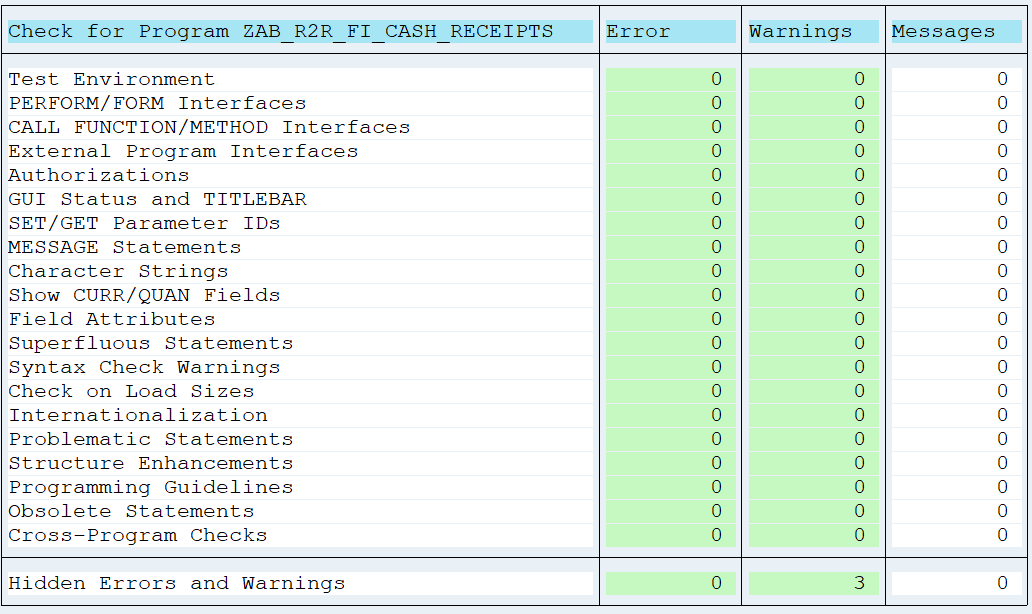 Check for Program ZAB_R2R_FI_CASH_RECEIPTS Error Warnings Messages
Test Environment 0 0 0
PERFORM/FORM Interfaces 0 0 0
CALL FUNCTION/METHOD Interfaces 0 0 0
External Program Interfaces 0 0 0
Authorizations 0 0 0
GUI Status and TITLEBAR 0 0 0
SET/GET Parameter IDs 0 0 0
MESSAGE Statements 0 0 0
Character Strings 0 0 0
Show CURR/QUAN Fields 0 0 0
Field Attributes 0 0 0
Superfluous Statements 0 0 0
Syntax Check Warnings 0 0 0
Check on Load Sizes 0 0 0
Internationalization 0 0 0
Problematic Statements 0 0 0
Structure Enhancements 0 0 0
Programming Guidelines 0 0 0
Obsolete Statements 0 0 0
Cross-Program Checks 0 0 0
Hidden Errors and Warnings 0 3 0